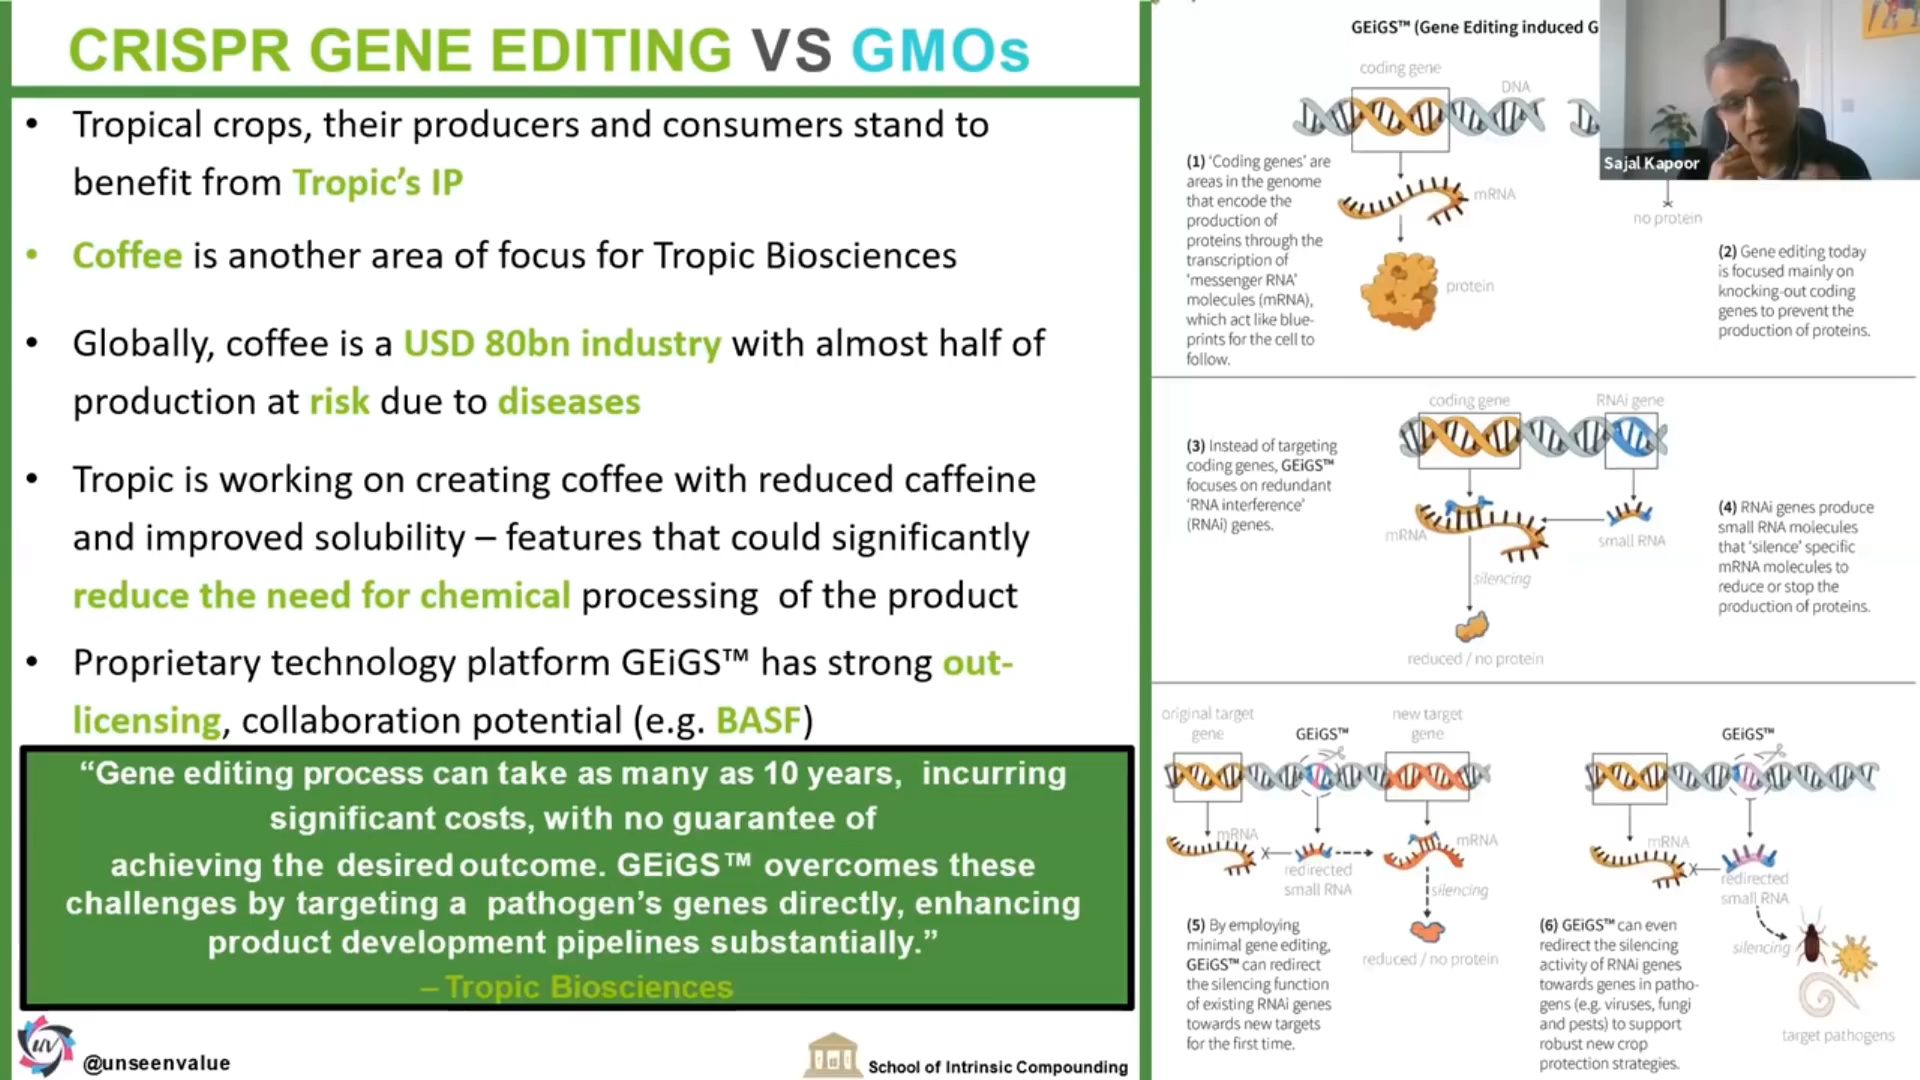 CRISPR GENE EDITING VS GMOs
• Tropical crops, their producers and consumers stand to
benefit from Tropic’s IP
• Coffee is another area of focus for Tropic Biosciences
• Globally, coffee is a USD 80bn industry with almost half of
production at risk due to diseases
• Tropic is working on creating coffee with reduced caffeine
and improved solubility – features that could significantly
reduce the need for chemical processing of the product
• Proprietary technology platform GEiGS™ has strong out-
licensing, collaboration potential (e.g. BASF)
“Gene editing process can take as many as 10 years, incurring
significant costs, with no guarantee of
achieving the desired outcome. GEiGS™ overcomes these
challenges by targeting a pathogen’s genes directly, enhancing
product development pipelines substantially.”
– Tropic Biosciences
UV
@unseenvalue
School of Intrinsic Compounding
GEiGS™ (Gene Editing induced G
coding gene
DNA
mRNA
protein
(1) ‘Coding genes’ are
areas in the genome
that encode the
production of
proteins through the
transcription of
‘messenger RNA’
molecules (mRNA),
which act like blue-
prints for the cell to
follow.
Sajal Kapoor
no protein
(2) Gene editing today
is focused mainly on
knocking-out coding
genes to prevent the
production of proteins.
coding gene
RNAi gene
(3) Instead of targeting
coding genes, GEiGS™
focuses on redundant
‘RNA interference’
(RNAi) genes.
mRNA
small RNA
silencing
reduced / no protein
(4) RNAi genes produce
small RNA molecules
that ‘silence’ specific
mRNA molecules to
reduce or stop the
production of proteins.
original target
gene
GEiGS™
new target
gene
mRNA
redirected
small RNA
mRNA
silencing
reduced / no protein
(5) By employing
minimal gene editing,
GEiGS™ can redirect
the silencing function
of existing RNAi genes
towards new targets
for the first time.
GEiGS™
mRNA
redirected
small RNA
silencing
target pathogens
(6) GEiGS™ can even
redirect the silencing
activity of RNAi genes
towards genes in patho-
gens (e.g. viruses, fungi
and pests) to support
robust new crop
protection strategies.